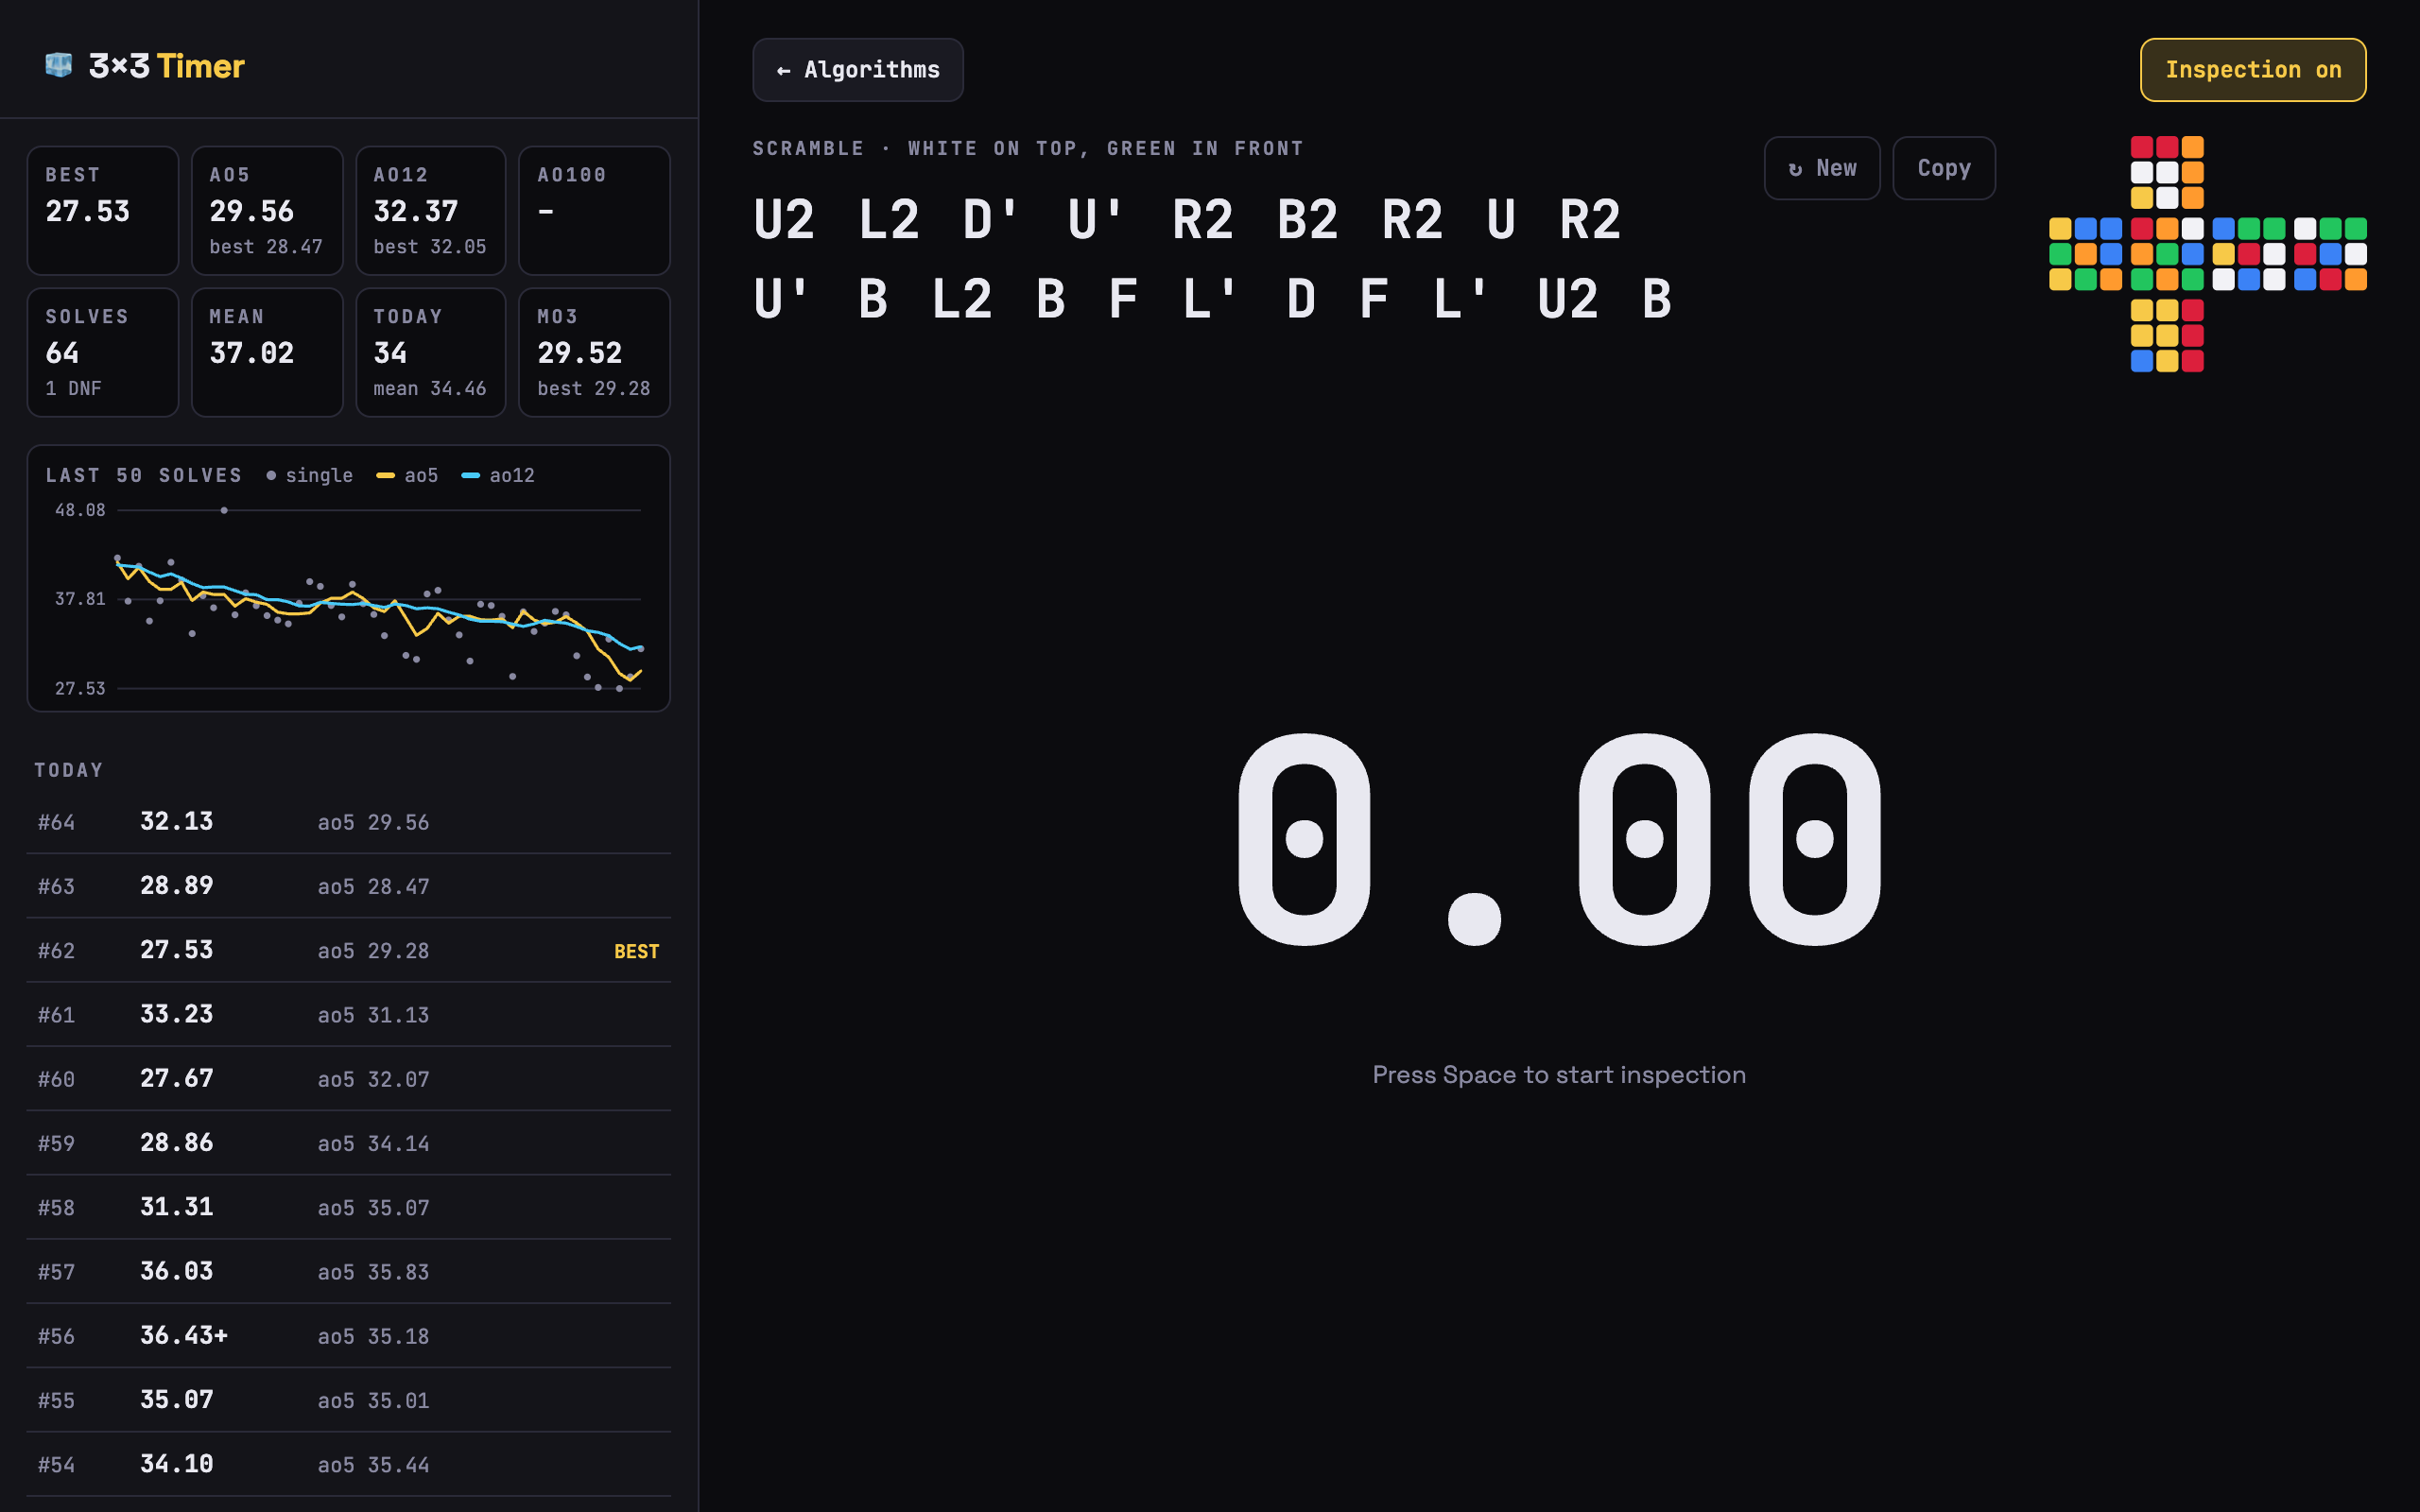 3×3 Timer
BEST
27.53
AO5
29.56
best 28.47
AO12
32.37
best 32.05
AO100
–
SOLVES
64
1 DNF
MEAN
37.02
TODAY
34
mean 34.46
MO3
29.52
best 29.28
LAST 50 SOLVES single ao5 ao12
48.08
37.81
27.53
TODAY
#64 32.13 ao5 29.56
#63 28.89 ao5 28.47
#62 27.53 ao5 29.28 BEST
#61 33.23 ao5 31.13
#60 27.67 ao5 32.07
#59 28.86 ao5 34.14
#58 31.31 ao5 35.07
#57 36.03 ao5 35.83
#56 36.43+ ao5 35.18
#55 35.07 ao5 35.01
#54 34.10 ao5 35.44
← Algorithms
Inspection on
SCRAMBLE · WHITE ON TOP, GREEN IN FRONT
↻ New
Copy
U2 L2 D' U' R2 B2 R2 U R2
U' B L2 B F L' D F L' U2 B
0.00
Press Space to start inspection